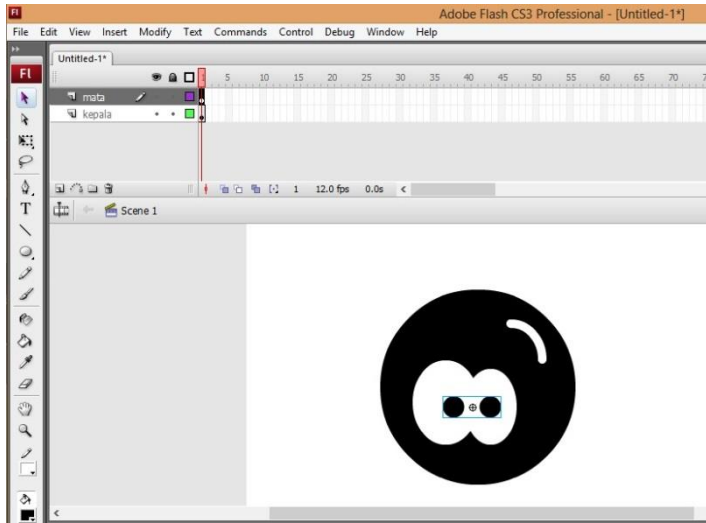 Fl
Adobe Flash CS3 Professional - [Untitled-1*]
File Edit View Insert Modify Text Commands Control Debug Window Help
Untitled-1*
Fl
5 10 15 20 25 30 35 40 45 50 55 60 65 70
mata
kepala
1 12.0 fps 0.0s
T
Scene 1